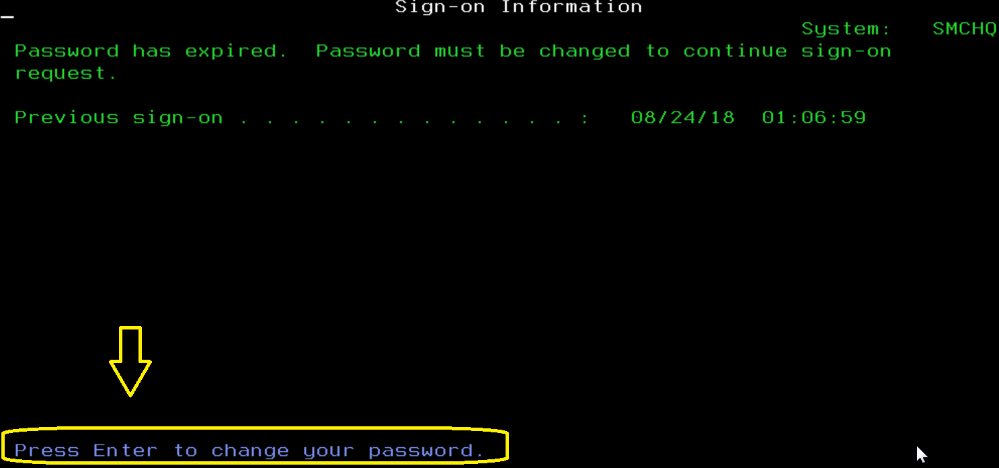 Sign-on Information
System:   SMCHQ
Password has expired.  Password must be changed to continue sign-on
request.
Previous sign-on . . . . . . . . . . . . . :   08/24/18  01:06:59
Press Enter to change your password.